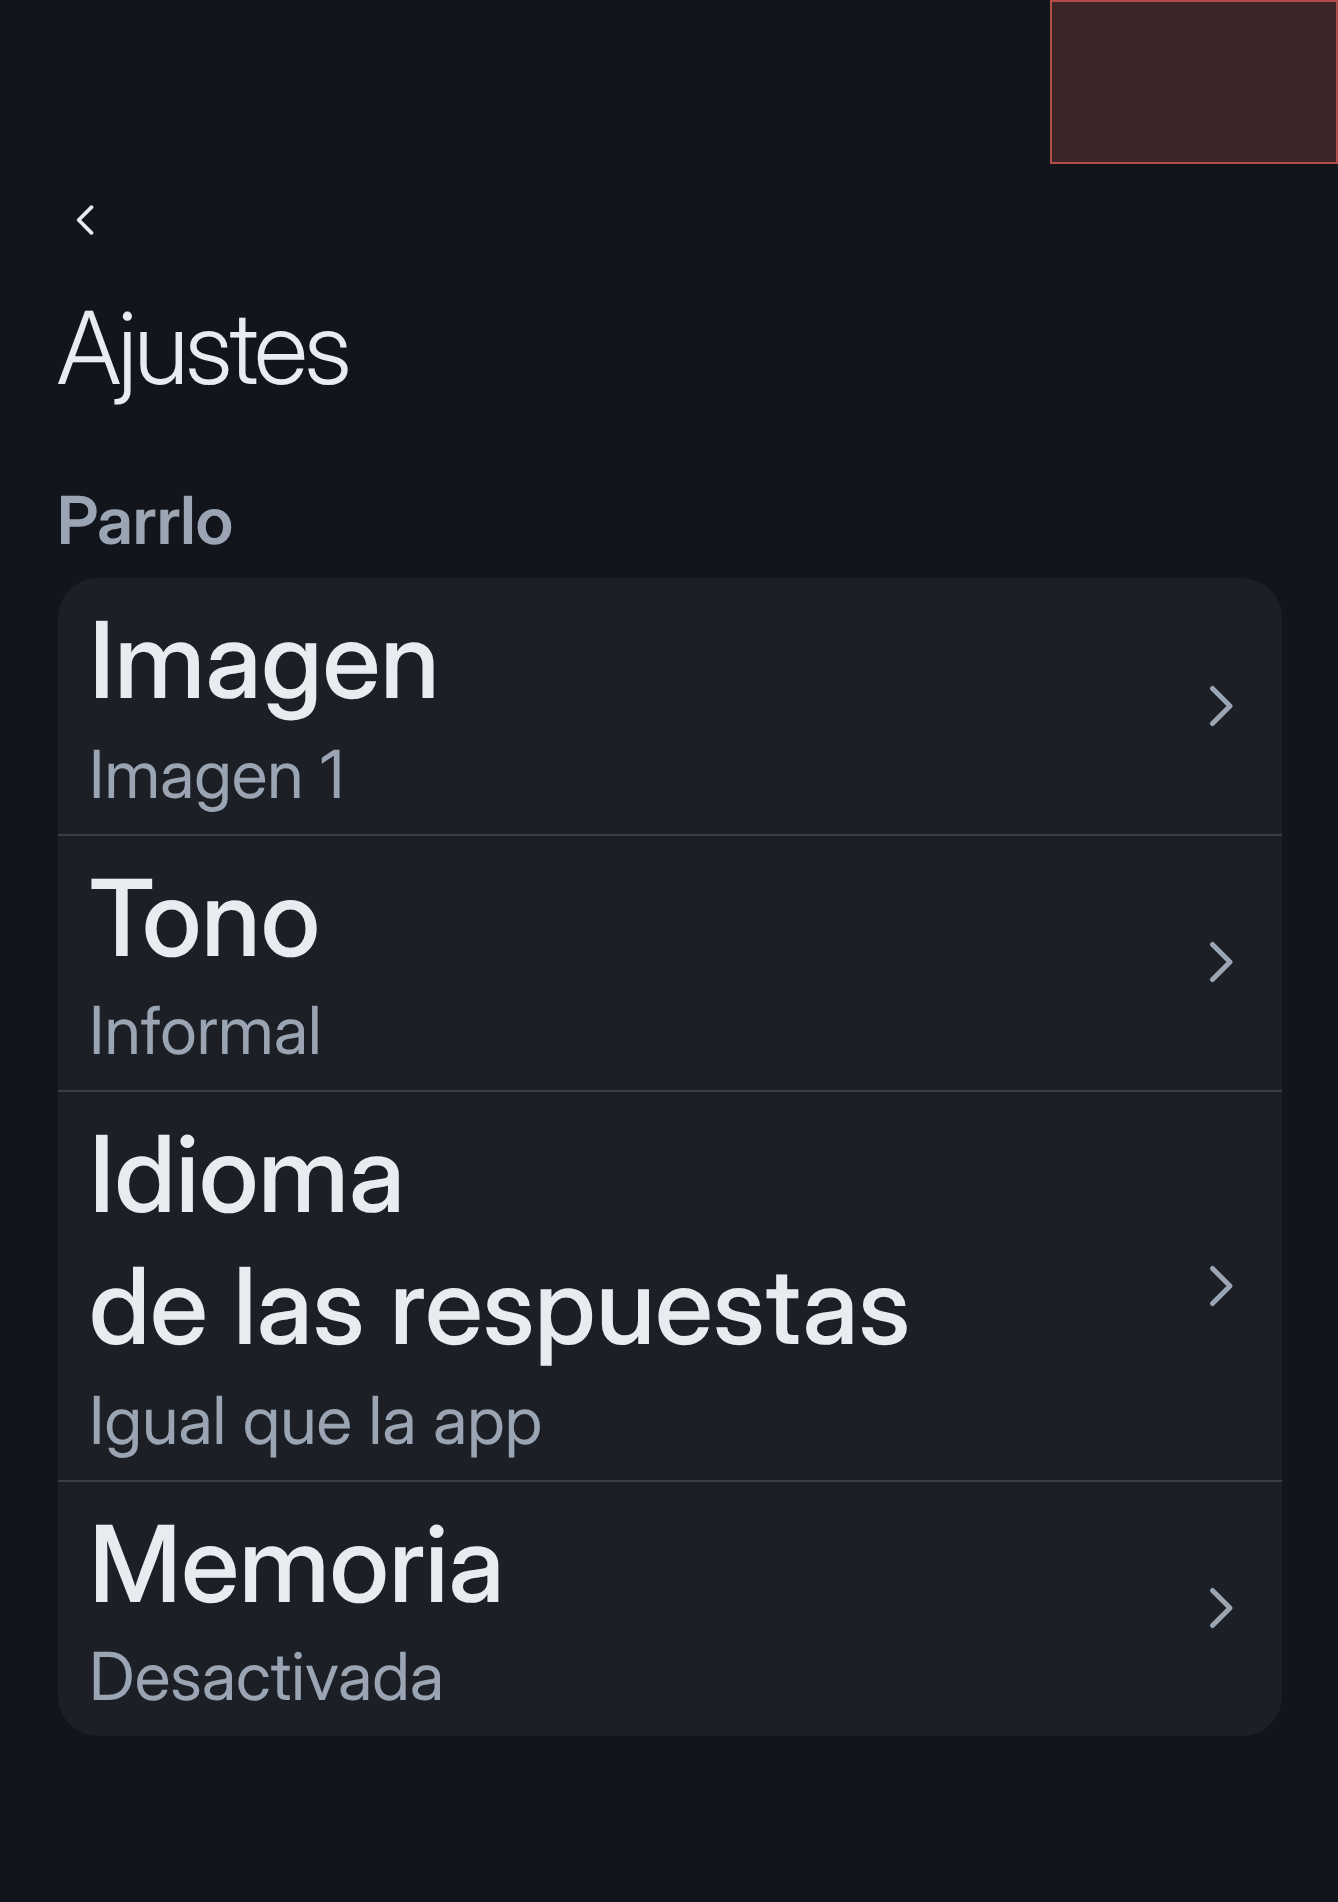 Ajustes
Parrlo
Imagen
Imagen 1
Tono
Informal
Idioma
de las respuestas
Igual que la app
Memoria
Desactivada